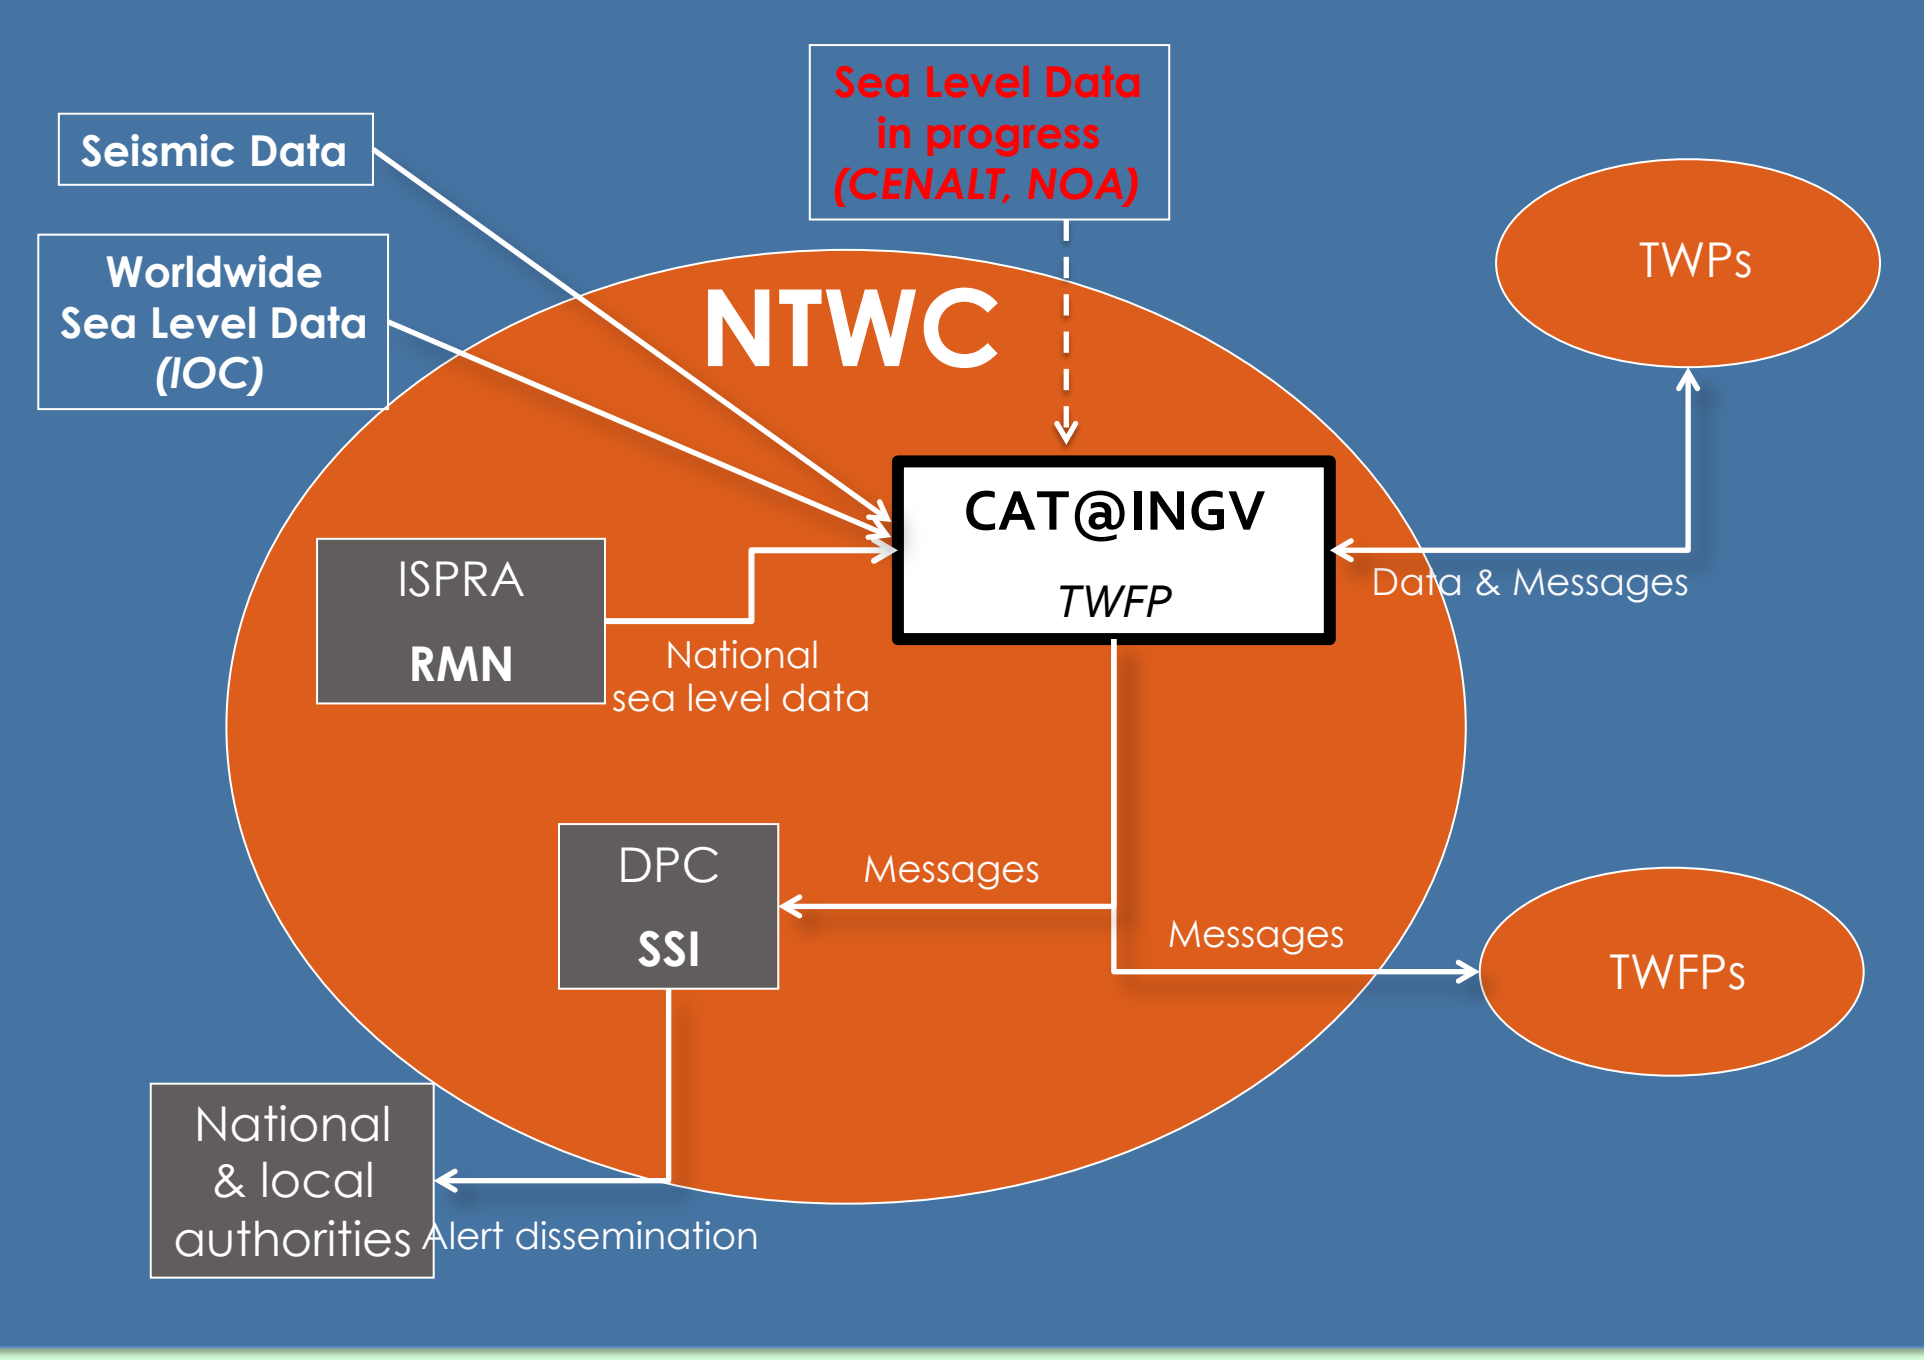 Sea Level Data
in progress
(CENALT, NOA)
Seismic Data
Worldwide
Sea Level Data
(IOC)
TWPs
NTWC
CAT@INGV
TWFP
ISPRA
RMN
National
sea level data
Data & Messages
DPC
SSI
Messages
Messages
TWFPs
National
& local
authorities
Alert dissemination